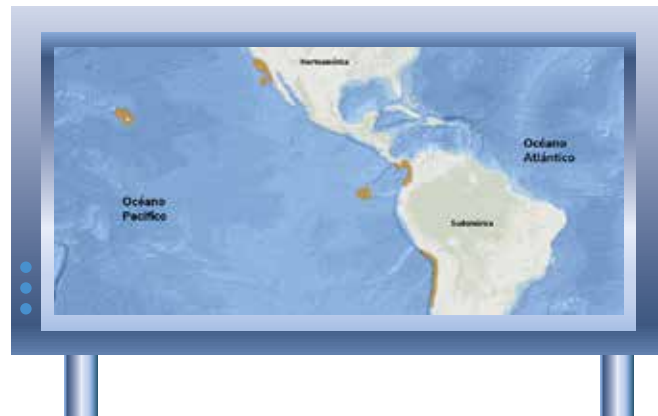 Norteamérica
Océano
Atlántico
Océano
Pacífico
Sudamérica